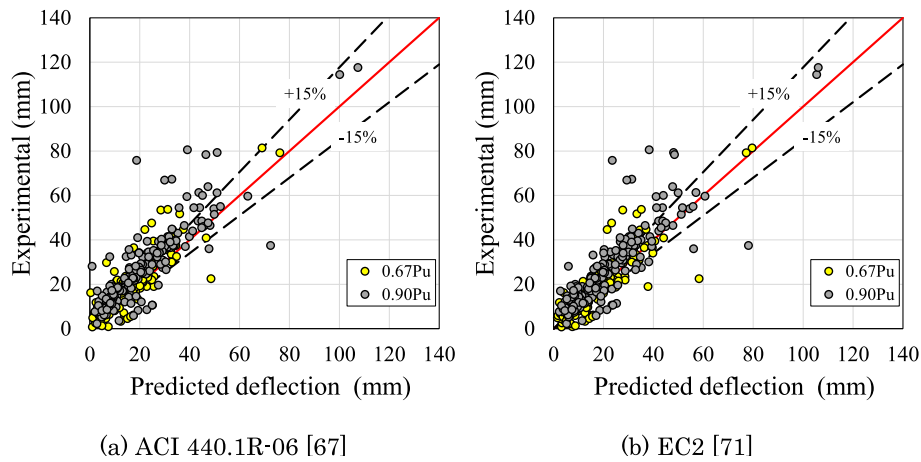 140
120
100
80
60
40
20
0
Experimental (mm)
+15%
-15%
0.67Pu
0.90Pu
0 20 40 60 80 100 120 140
Predicted deflection (mm)
(a) ACI 440.1R-06 [67]
140
120
100
80
60
40
20
0
Experimental (mm)
+15%
-15%
0.67Pu
0.90Pu
0 20 40 60 80 100 120 140
Predicted deflection (mm)
(b) EC2 [71]